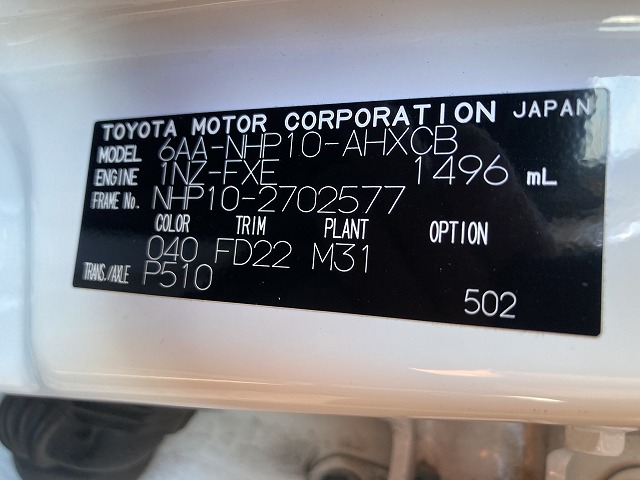 TOYOTA MOTOR CORPORATION JAPAN
MODEL 6AA-NHP10-AHXCB
ENGINE 1NZ-FXE 1496 mL
FRAME No. NHP10-2702577
COLOR TRIM PLANT OPTION
040 FD22 M31
TRANS./AXLE P510
502